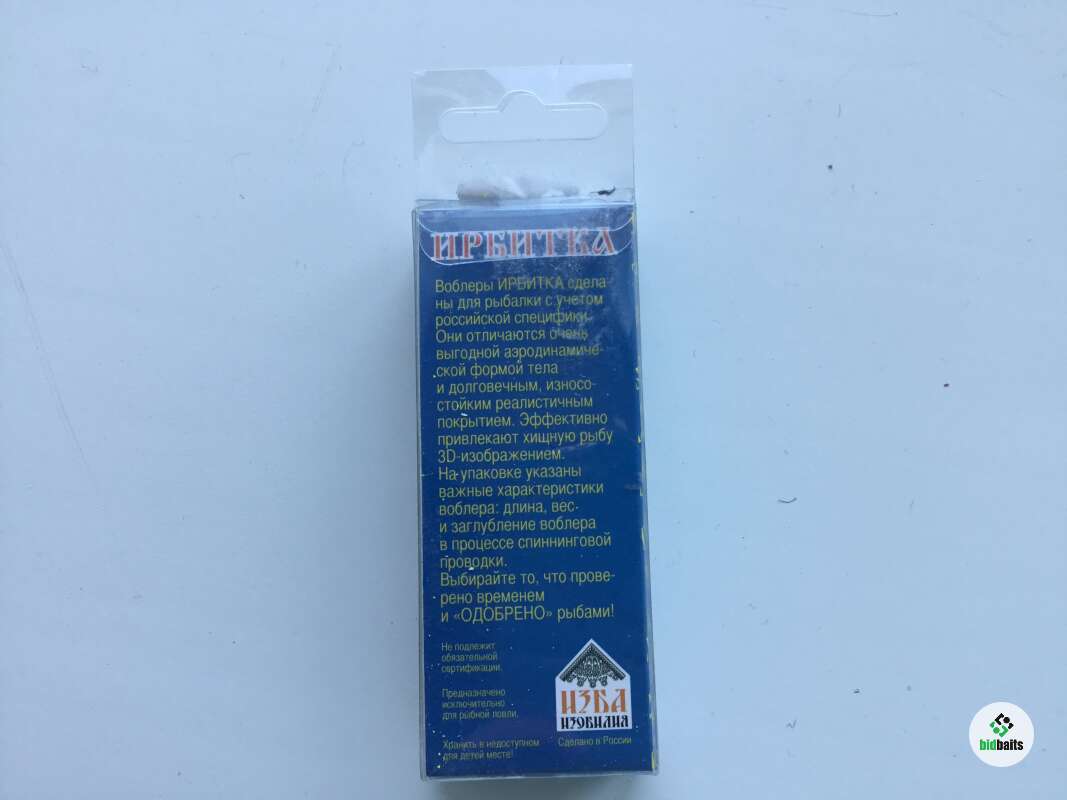 ИРБИТКА
Воблеры ИРБИТКА сдела-
ны для рыбалки с учетом
российской специфики.
Они отличаются очень
выгодной аэродинамиче-
ской формой тела
и долговечным, износо-
стойким реалистичным
покрытием. Эффективно
привлекают хищную рыбу
3D-изображением.
На упаковке указаны
важные характеристики
воблера: длина, вес
и заглубление воблера
в процессе спиннинговой
проводки.
Выбирайте то, что прове-
рено временем
и «ОДОБРЕНО» рыбами!
Не подлежит
обязательной
сертификации.
Предназначено
исключительно
для рыбной ловли.
Хранить в недоступном
для детей месте!
ИЗБА
ИЗОБИЛИЯ
Сделано в России
bidbaits